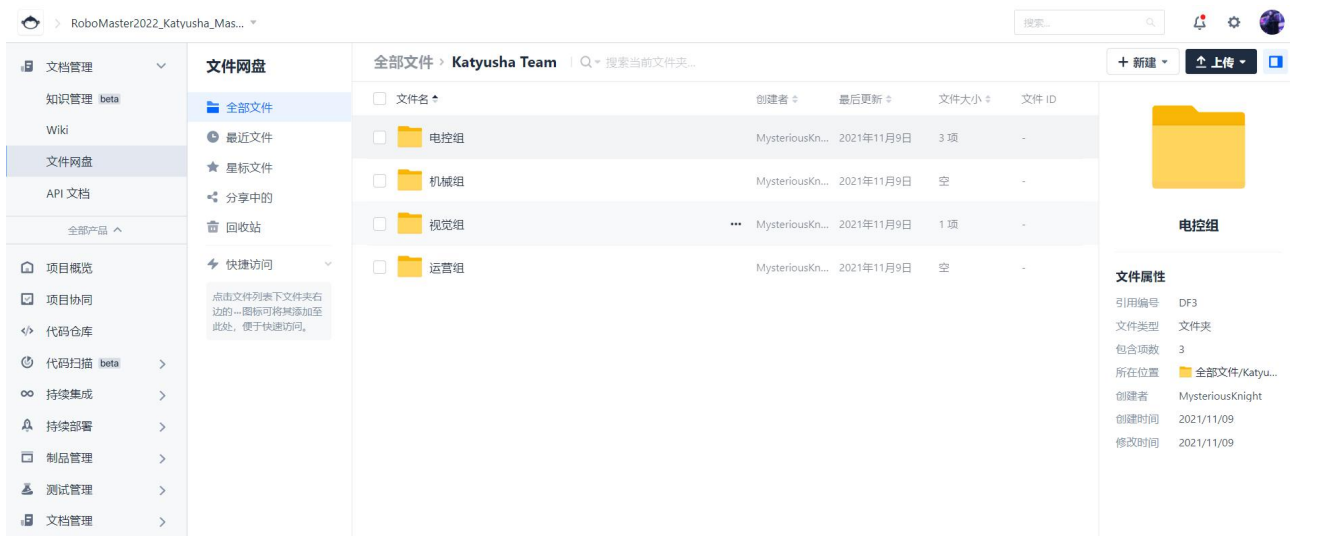 RoboMaster2022_Katyusha_Mas...
搜索...
文档管理
知识管理 beta
Wiki
文件网盘
API 文档
全部产品
项目概览
项目协同
代码仓库
代码扫描 beta
持续集成
持续部署
制品管理
测试管理
文档管理
文件网盘
全部文件
最近文件
星标文件
分享中的
回收站
快捷访问
点击文件列表下文件夹右
边的···图标可将其添加至
此处，便于快速访问。
全部文件 > Katyusha Team 搜索当前文件夹...
+ 新建 上传
文件名 创建者 最后更新 文件大小 文件 ID
电控组 MysteriousKn... 2021年11月9日 3 项 -
机械组 MysteriousKn... 2021年11月9日 空 -
视觉组 ··· MysteriousKn... 2021年11月9日 1 项 -
运营组 MysteriousKn... 2021年11月9日 空 -
电控组
文件属性
引用编号 DF3
文件类型 文件夹
包含项数 3
所在位置 全部文件/Katyu...
创建者 MysteriousKnight
创建时间 2021/11/09
修改时间 2021/11/09